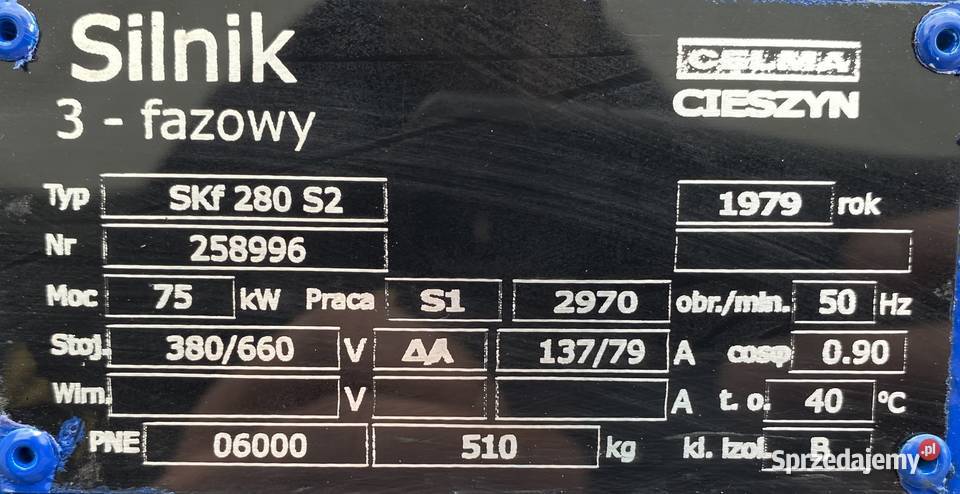 Silnik
3 - fazowy
CELMA
CIESZYN
Typ SKf 280 S2 1979 rok
Nr 258996
Moc 75 kW Praca S1 2970 obr./min. 50 Hz
Stoj. 380/660 V Δ/⅄ 137/79 A cosφ 0.90
Wirn. V A t. o. 40 °C
PNE 06000 510 kg kl. izol. B
Sprzedajemy.pl